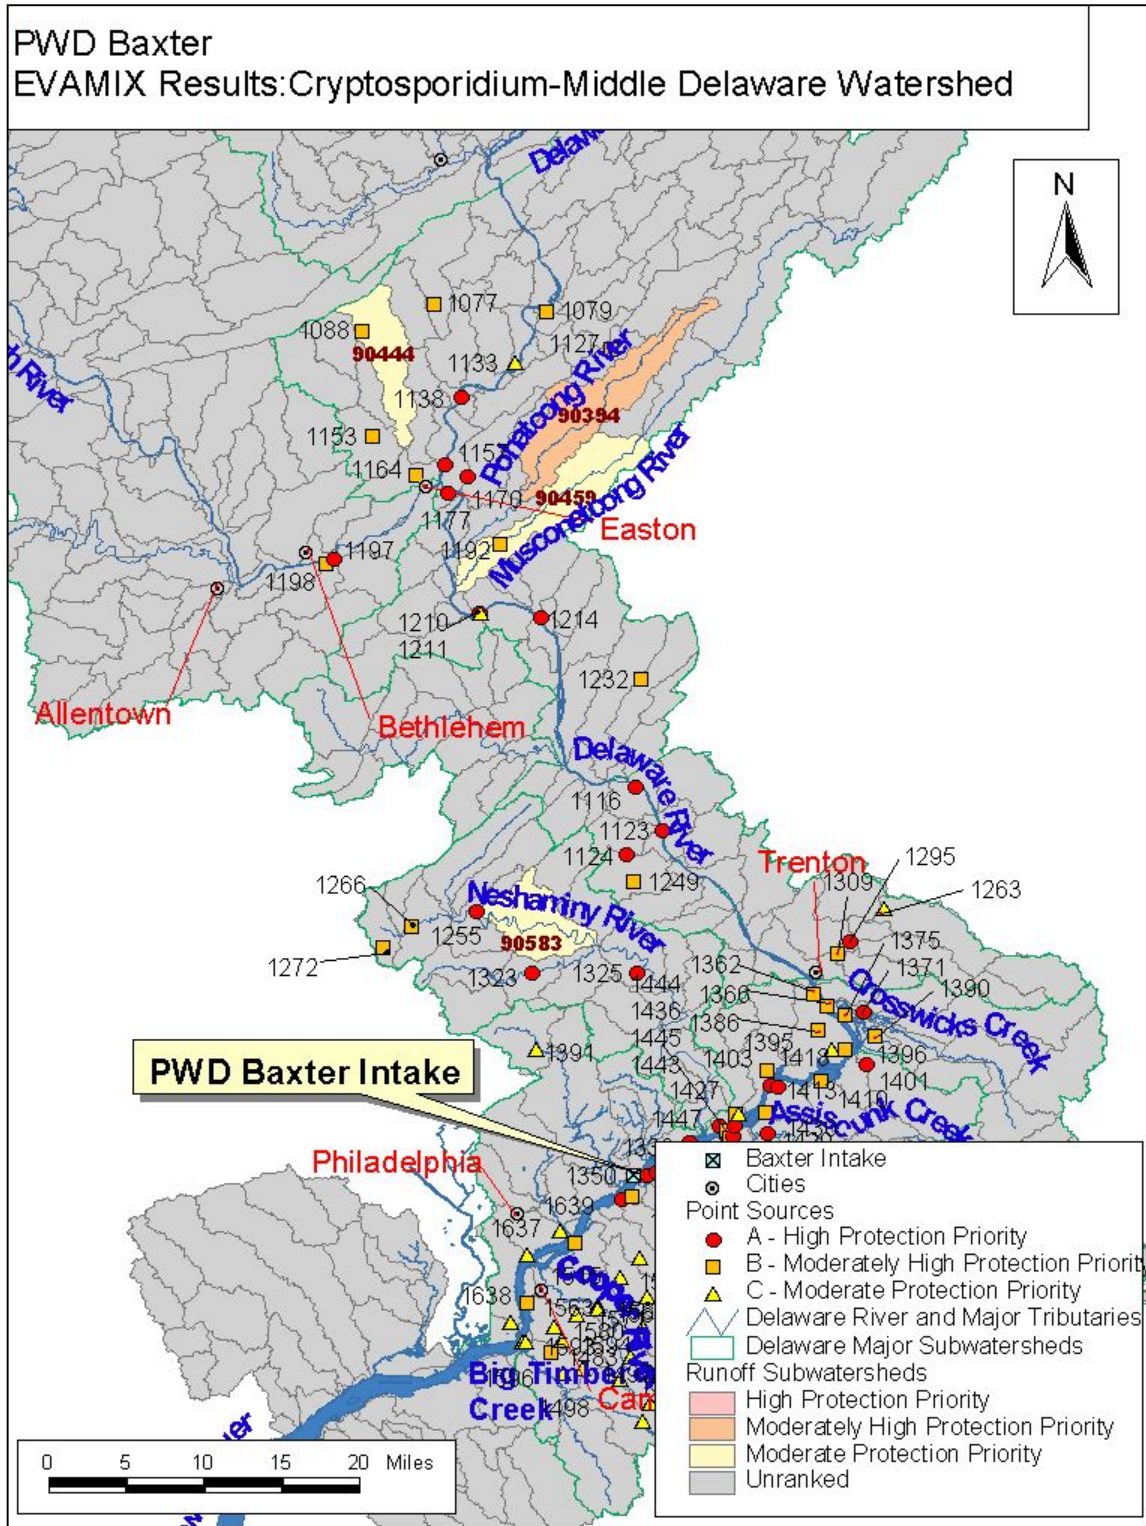 PWD Baxter
EVAMIX Results:Cryptosporidium-Middle Delaware Watershed
N
1077
1079
1088
90444
1127
1133
Pohatcong River
1138
90394
1153
1164
1170
90459
1177
Musconetcong River
Easton
1192
1197
1198
1210
1211
1214
1232
Allentown
Bethlehem
Delaware River
1116
1123
1124
Trenton
1295
1309
1263
1249
1266
Neshaminy River
1255
90583
1375
1272
1323
1325
1444
1362
1371
1390
1436
1366
Crosswicks Creek
1445
1386
1395
1391
1443
1403
1418
1396
1401
PWD Baxter Intake
1427
1413
1410
Assiscunk Creek
1447
Philadelphia
1350
1639
1637
1638
Big Timber
Creek
1498
Baxter Intake
Cities
Point Sources
A - High Protection Priority
B - Moderately High Protection Priority
C - Moderate Protection Priority
Delaware River and Major Tributaries
Delaware Major Subwatersheds
Runoff Subwatersheds
High Protection Priority
Moderately High Protection Priority
Moderate Protection Priority
Unranked
0 5 10 15 20 Miles